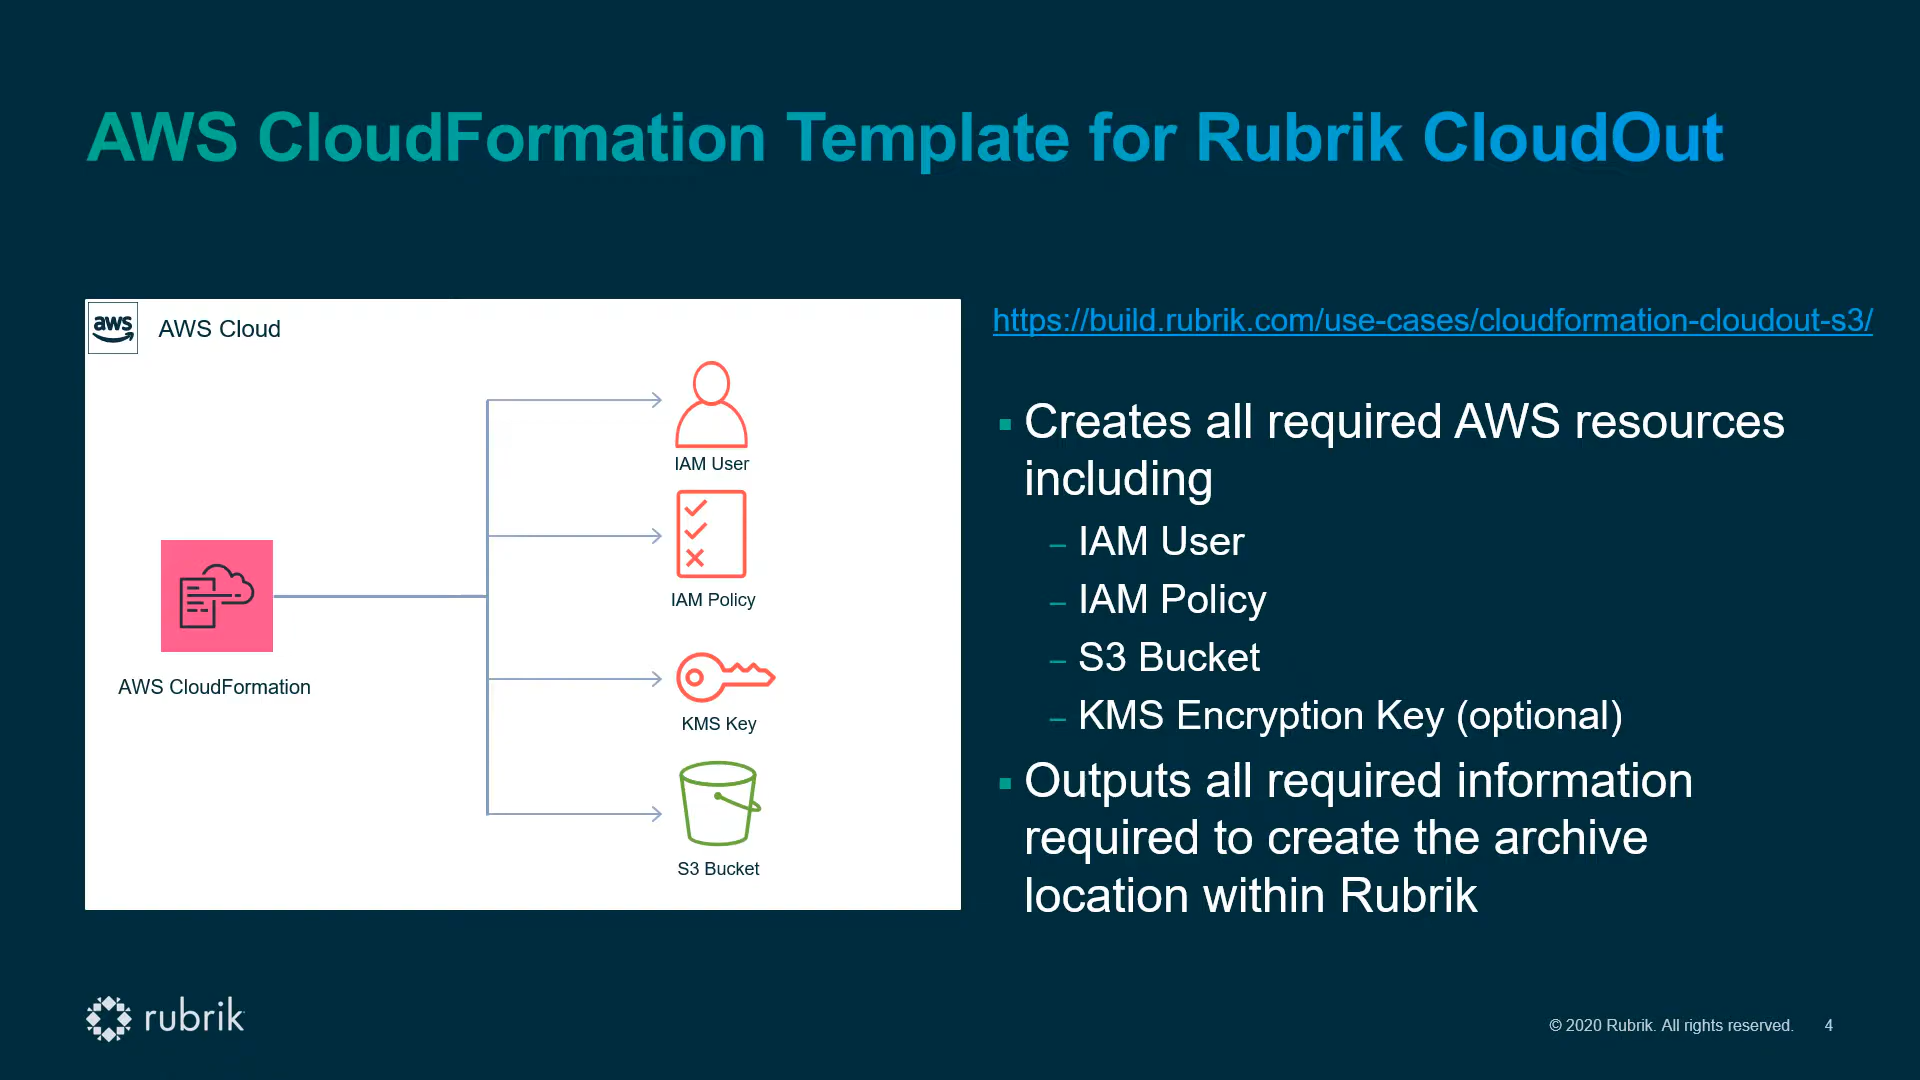 AWS CloudFormation Template for Rubrik CloudOut
aws
AWS Cloud
IAM User
IAM Policy
AWS CloudFormation
KMS Key
S3 Bucket
https://build.rubrik.com/use-cases/cloudformation-cloudout-s3/
▪ Creates all required AWS resources
including
– IAM User
– IAM Policy
– S3 Bucket
– KMS Encryption Key (optional)
▪ Outputs all required information
required to create the archive
location within Rubrik
rubrik
© 2020 Rubrik. All rights reserved. 4